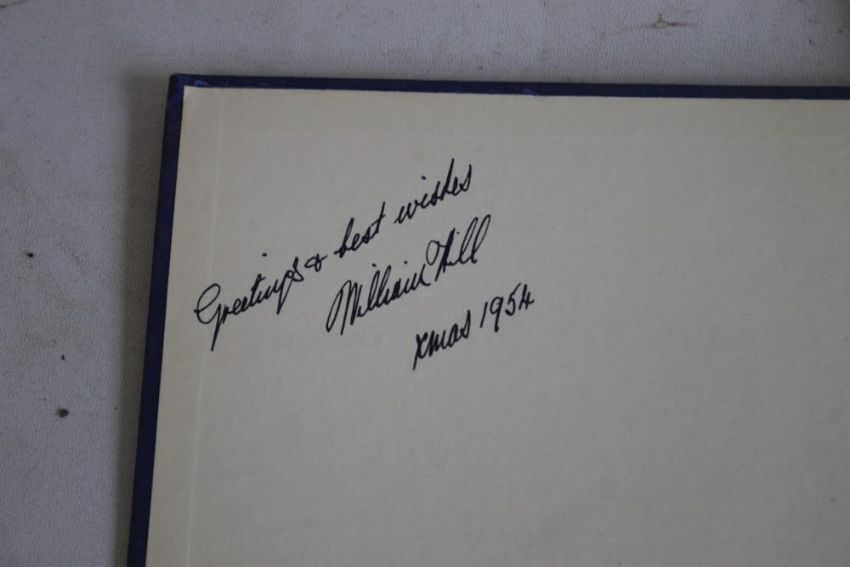 Greetings & best wishes
William Hill
Xmas 1954